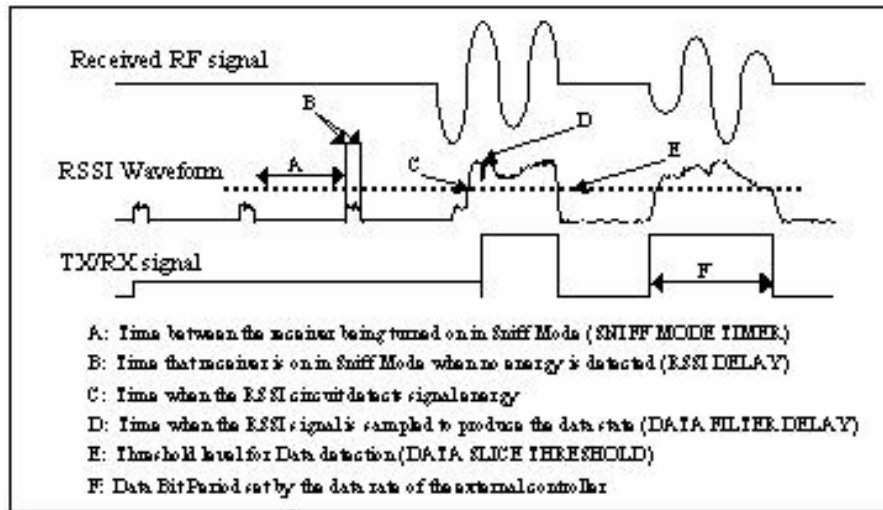 Received RF signal
B
D
A
C
E
RSSI Waveform
TX/RX signal
F
A: Time between the receiver being turned on in Sniff Mode (SNIFF MODE TIMER)
B: Time that receiver is on in Sniff Mode when no energy is detected (RSSI DELAY)
C: Time when the RSSI circuit detects signal energy
D: Time when the RSSI signal is sampled to produce the data state (DATA FILTER DELAY)
E: Threshold level for Data detection (DATA SLICE THRESHOLD)
F: Data Bit Period set by the data rate of the external controller